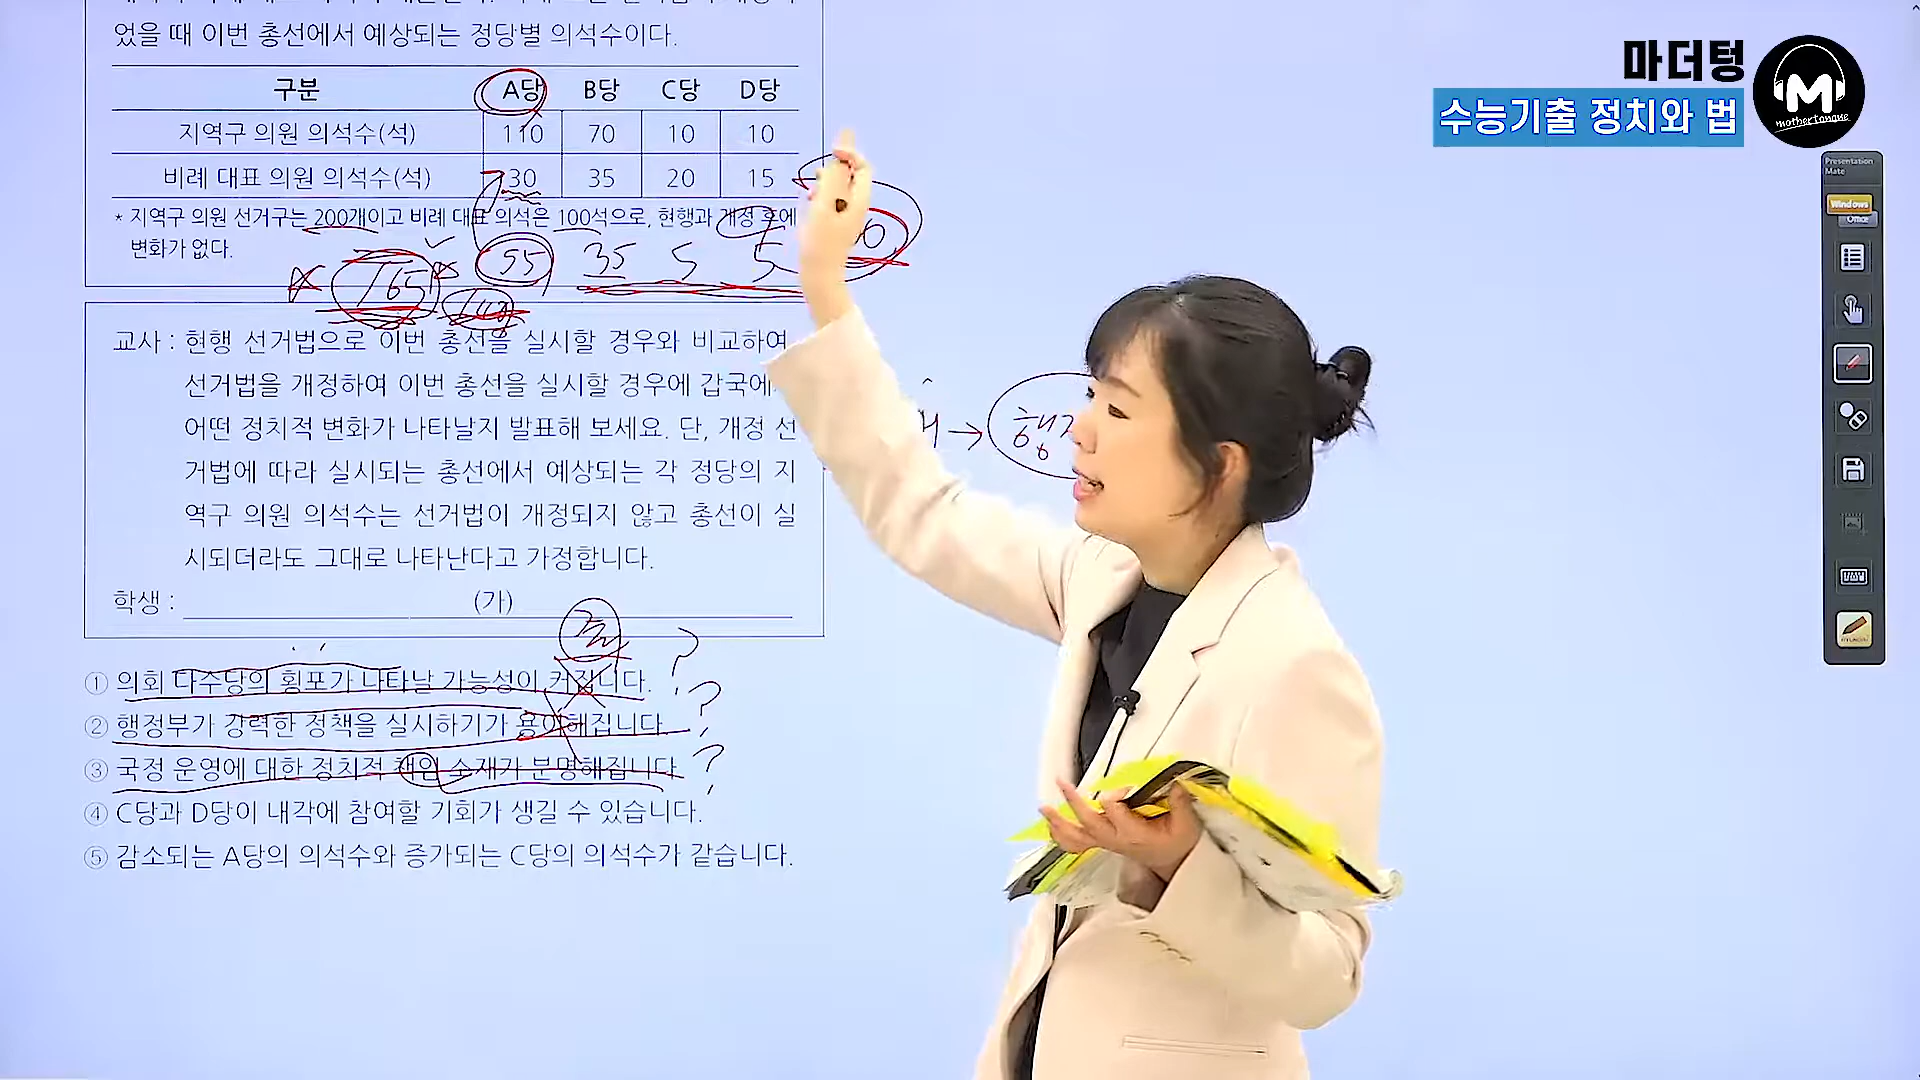 었을 때 이번 총선에서 예상되는 정당별 의석수이다.
구분 A당 B당 C당 D당
지역구 의원 의석수(석) 110 70 10 10
비례 대표 의원 의석수(석) 30 35 20 15
* 지역구 의원 선거구는 200개이고 비례 대표 의석은 100석으로, 현행과 개정 후에
변화가 없다.
55 35 5 5
165
140
교사 : 현행 선거법으로 이번 총선을 실시할 경우와 비교하여,
선거법을 개정하여 이번 총선을 실시할 경우에 갑국에
어떤 정치적 변화가 나타날지 발표해 보세요. 단, 개정 선
거법에 따라 실시되는 총선에서 예상되는 각 정당의 지
역구 의원 의석수는 선거법이 개정되지 않고 총선이 실
시되더라도 그대로 나타난다고 가정합니다.
학생 : (가)
① 의회 다수당의 횡포가 나타날 가능성이 커집니다. ?
② 행정부가 강력한 정책을 실시하기가 용이해집니다. ?
③ 국정 운영에 대한 정치적 책임 소재가 분명해집니다. ?
④ C당과 D당이 내각에 참여할 기회가 생길 수 있습니다.
⑤ 감소되는 A당의 의석수와 증가되는 C당의 의석수가 같습니다.
마더텅
수능기출 정치와 법
M
mothertongue
Presentation
Mate
Windows
Office